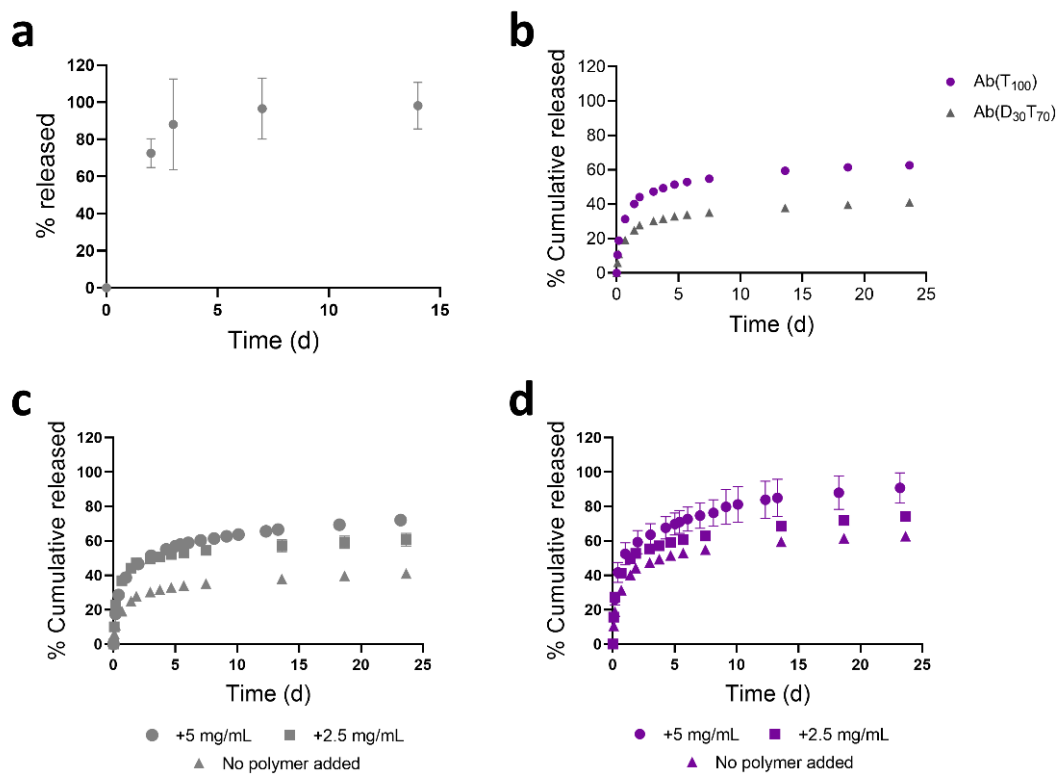 a
120
100
80
60
40
20
0
% released
0
5
10
15
Time (d)
b
120
100
80
60
40
20
0
% Cumulative released
0
5
10
15
20
25
Time (d)
Ab(T₁₀₀)
Ab(D₃₀T₇₀)
c
120
100
80
60
40
20
0
% Cumulative released
0
5
10
15
20
25
Time (d)
+5 mg/mL
+2.5 mg/mL
No polymer added
d
120
100
80
60
40
20
0
% Cumulative released
0
5
10
15
20
25
Time (d)
+5 mg/mL
+2.5 mg/mL
No polymer added